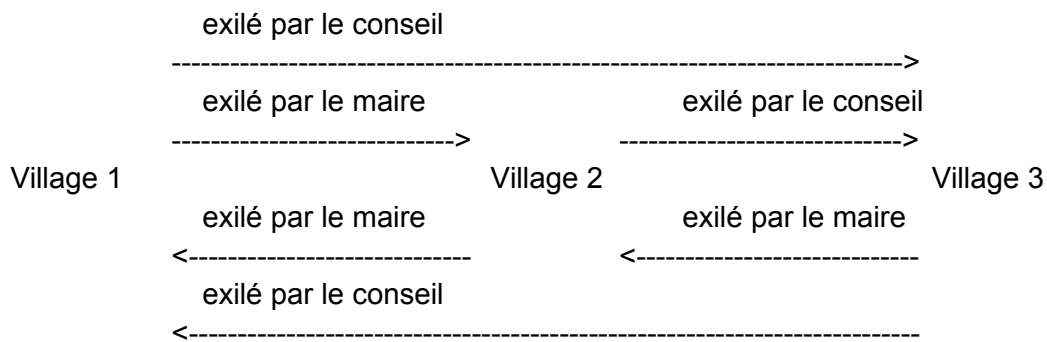 exilé par le conseil
------------------------------------------------------------------------->
exilé par le maire exilé par le conseil
----------------------------> ---------------------------->
Village 1 Village 2 Village 3
exilé par le maire exilé par le maire
<---------------------------- <----------------------------
exilé par le conseil
<-------------------------------------------------------------------------